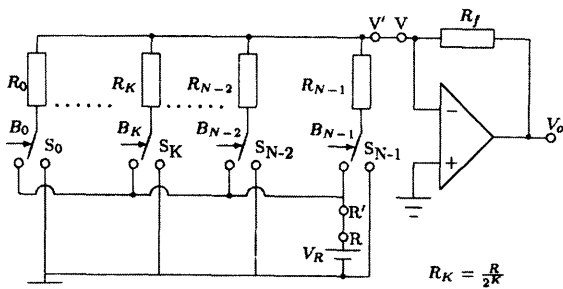 V' V R_f
R_0 R_K R_{N-2} R_{N-1}
B_0 S_0 B_K S_K B_{N-2} S_{N-2} B_{N-1} S_{N-1}
− + V_o
R'
R
V_R
R_K = \frac{R}{2^K}